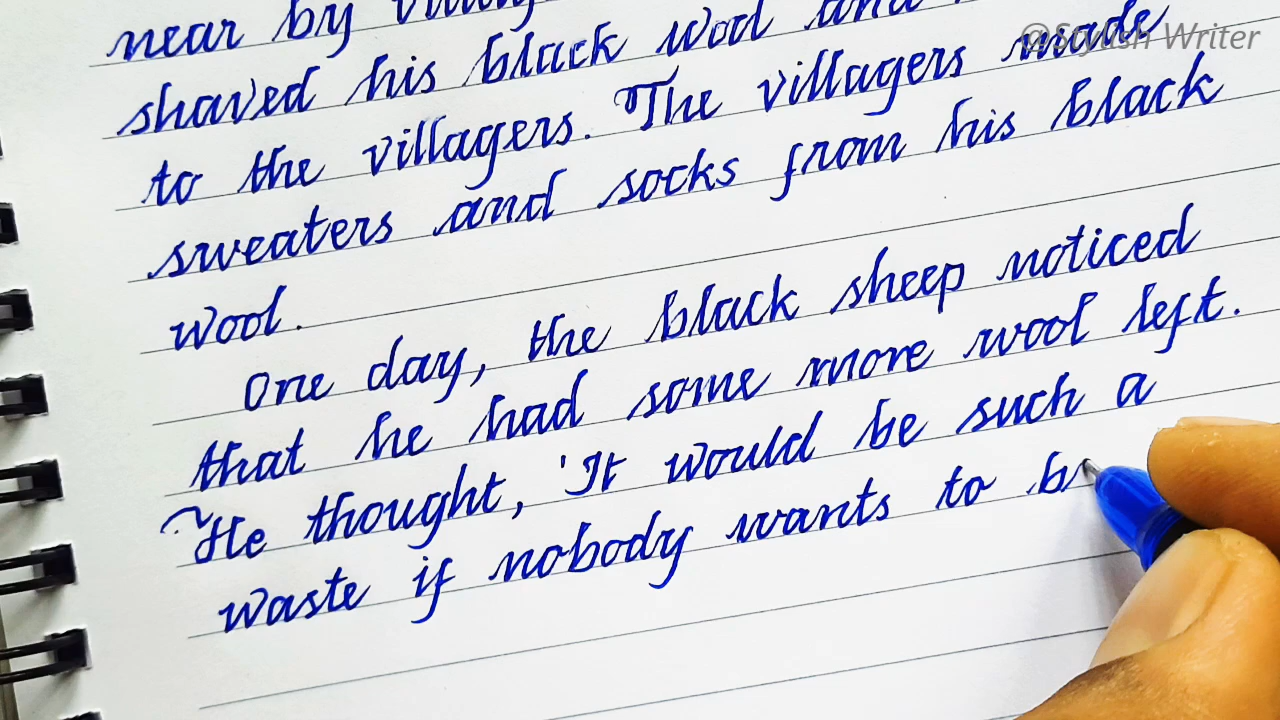 near by
shaved his black wool and
to the villagers. The villagers made
sweaters and socks from his black
wool.
One day, the black sheep noticed
that he had some more wool left.
He thought, 'It would be such a
waste if nobody wants to
@Stylish Writer